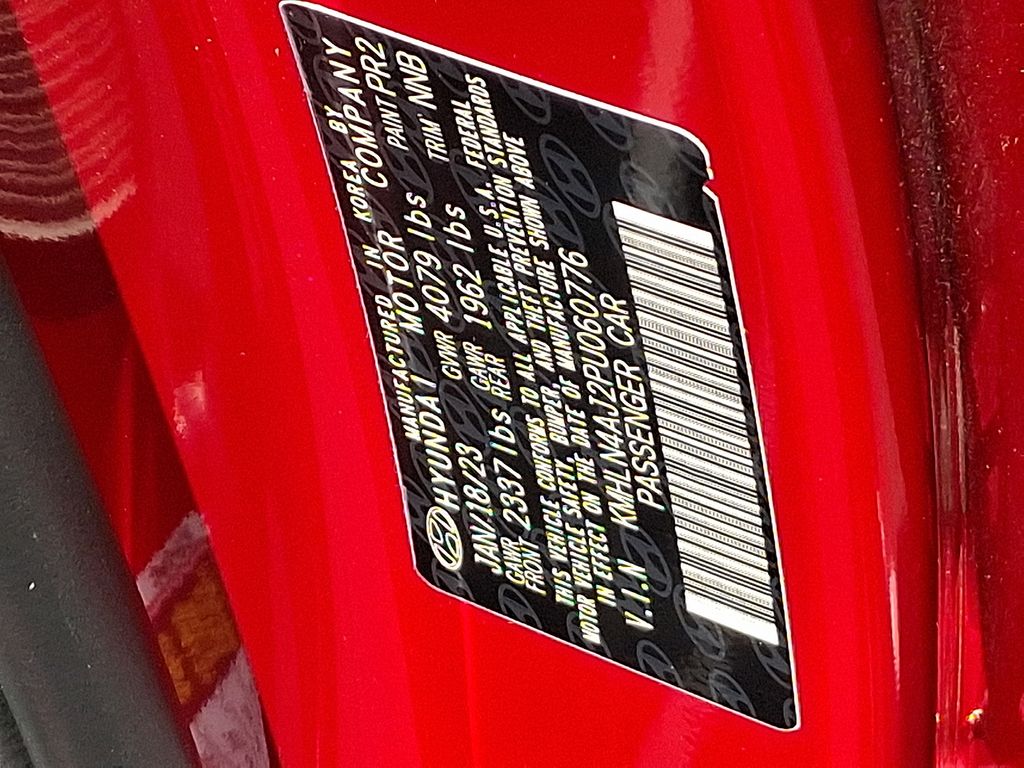 MANUFACTURED IN KOREA BY
HYUNDAI MOTOR COMPANY
JAN/18/23 GVWR 4079 lbs PAINT PR2
GAWR FRONT 2337 lbs GAWR REAR 1962 lbs TRIM NNB
THIS VEHICLE CONFORMS TO ALL APPLICABLE U.S.A. FEDERAL
MOTOR VEHICLE SAFETY, BUMPER, AND THEFT PREVENTION STANDARDS
IN EFFECT ON THE DATE OF MANUFACTURE SHOWN ABOVE
V.I.N KMHLN4AJ2PU060776
PASSENGER CAR